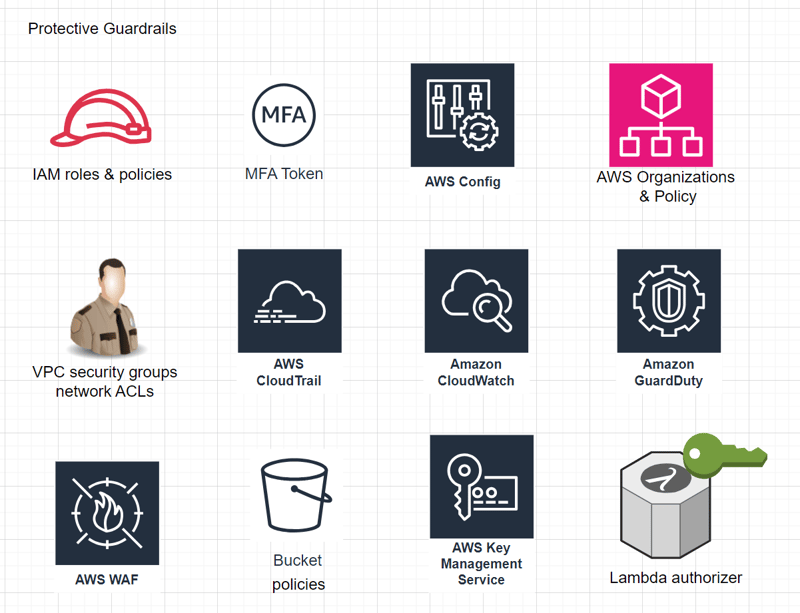 Protective Guardrails
MFA
IAM roles & policies
MFA Token
AWS Config
AWS Organizations
& Policy
VPC security groups
network ACLs
AWS
CloudTrail
Amazon
CloudWatch
Amazon
GuardDuty
AWS WAF
Bucket
policies
AWS Key
Management
Service
λ
Lambda authorizer